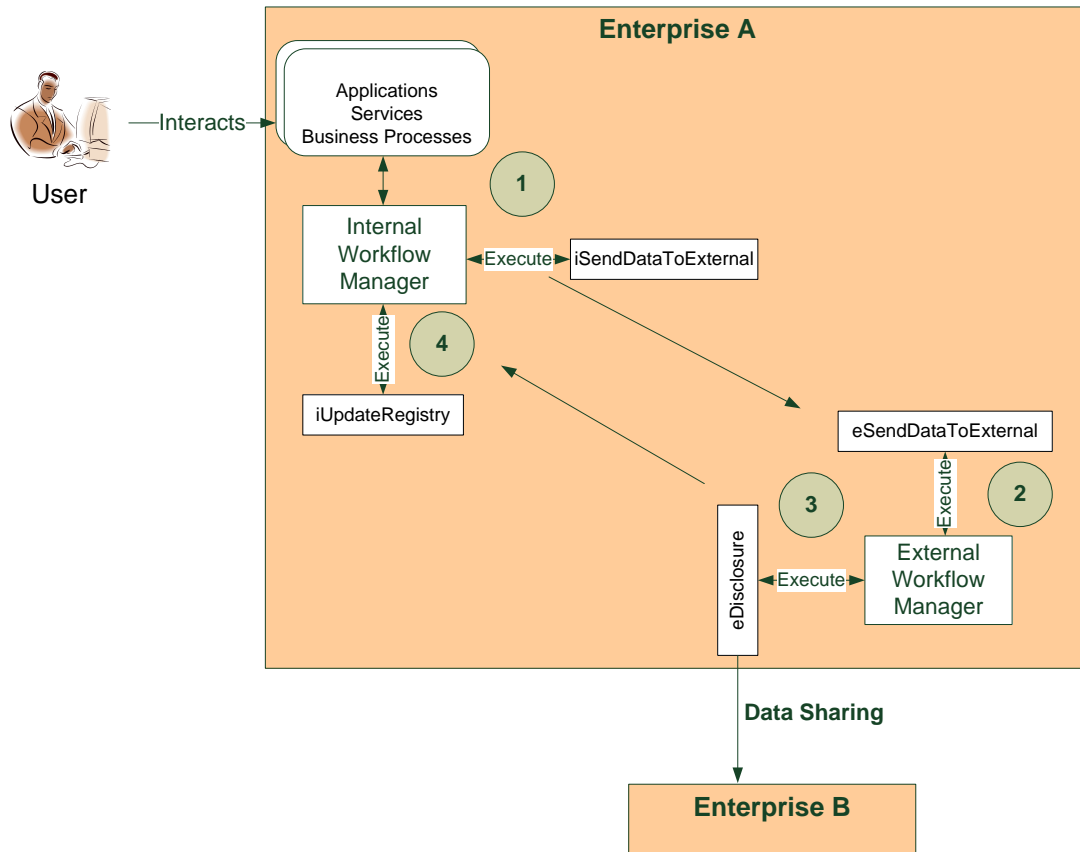 Enterprise A
Applications
Services
Business Processes
Interacts
User
1
Internal
Workflow
Manager
Execute
iSendDataToExternal
4
Execute
iUpdateRegistry
eSendDataToExternal
3
2
Execute
eDisclosure
Execute
External
Workflow
Manager
Data Sharing
Enterprise B